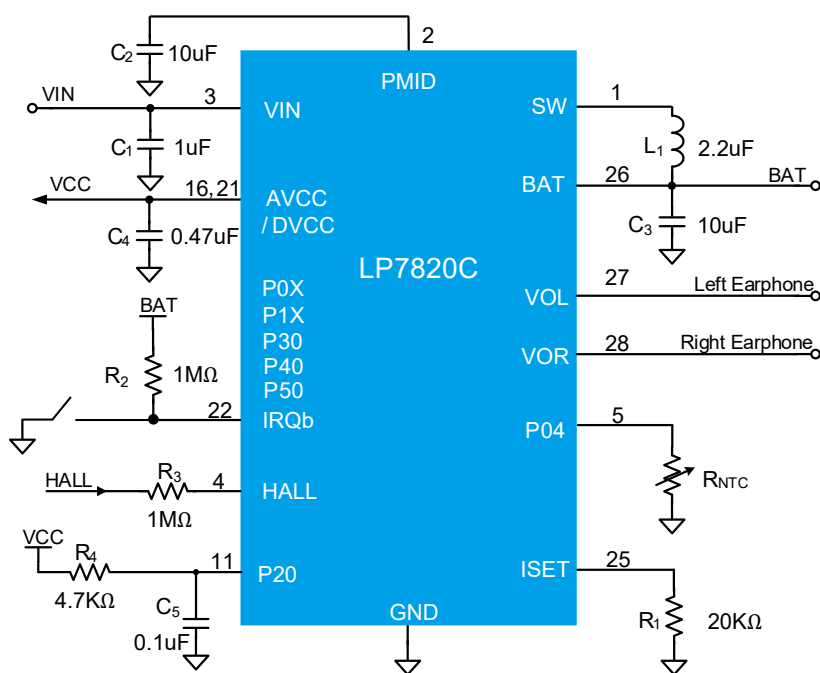 C2
10uF
2
PMID
VIN
3
VIN
SW
1
C1
1uF
L1
2.2uF
VCC
16,21
AVCC
/DVCC
BAT
26
BAT
C4
0.47uF
C3
10uF
LP7820C
P0X
P1X
P30
P40
P50
VOL
27
Left Earphone
BAT
VOR
28
Right Earphone
R2
1MΩ
22
IRQb
P04
5
RNTC
HALL
R3
4
HALL
1MΩ
VCC
R4
11
P20
ISET
25
4.7KΩ
C5
0.1uF
GND
R1
20KΩ